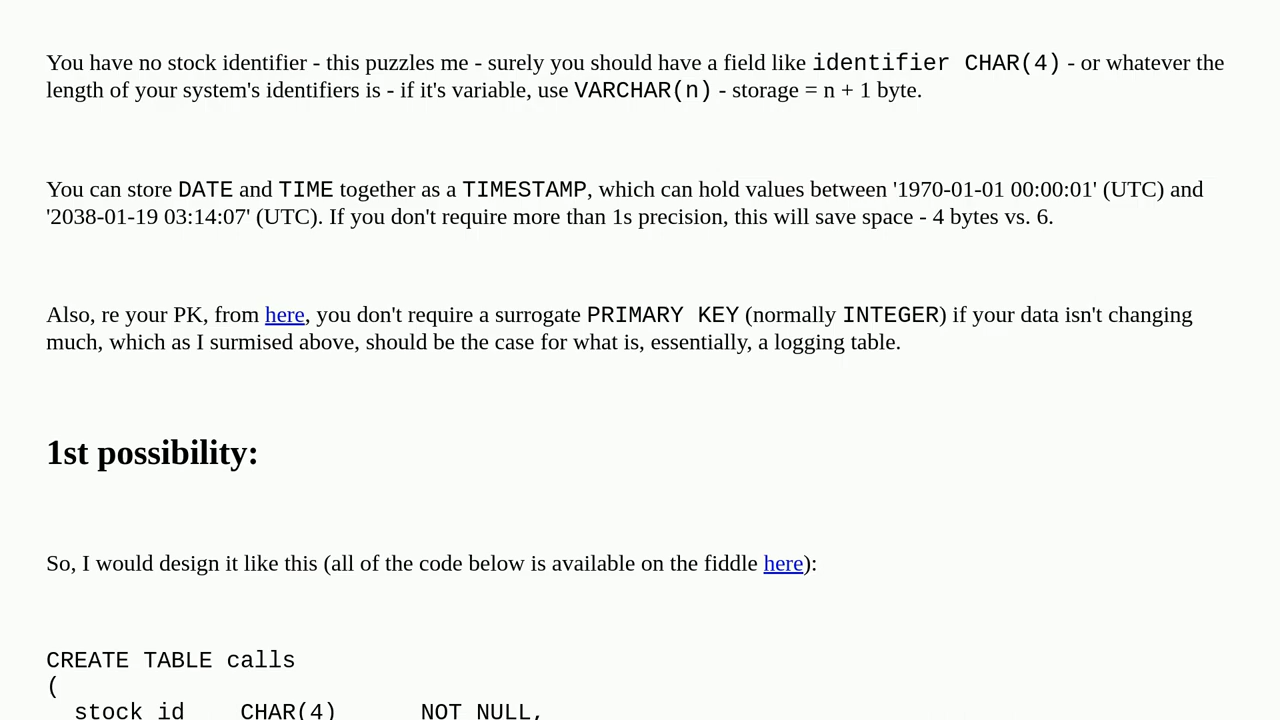 You have no stock identifier - this puzzles me - surely you should have a field like identifier CHAR(4) - or whatever the
length of your system's identifiers is - if it's variable, use VARCHAR(n) - storage = n + 1 byte.
You can store DATE and TIME together as a TIMESTAMP, which can hold values between '1970-01-01 00:00:01' (UTC) and
'2038-01-19 03:14:07' (UTC). If you don't require more than 1s precision, this will save space - 4 bytes vs. 6.
Also, re your PK, from here, you don't require a surrogate PRIMARY KEY (normally INTEGER) if your data isn't changing
much, which as I surmised above, should be the case for what is, essentially, a logging table.
1st possibility:
So, I would design it like this (all of the code below is available on the fiddle here):
CREATE TABLE calls
(
  stock_id    CHAR(4)      NOT NULL,